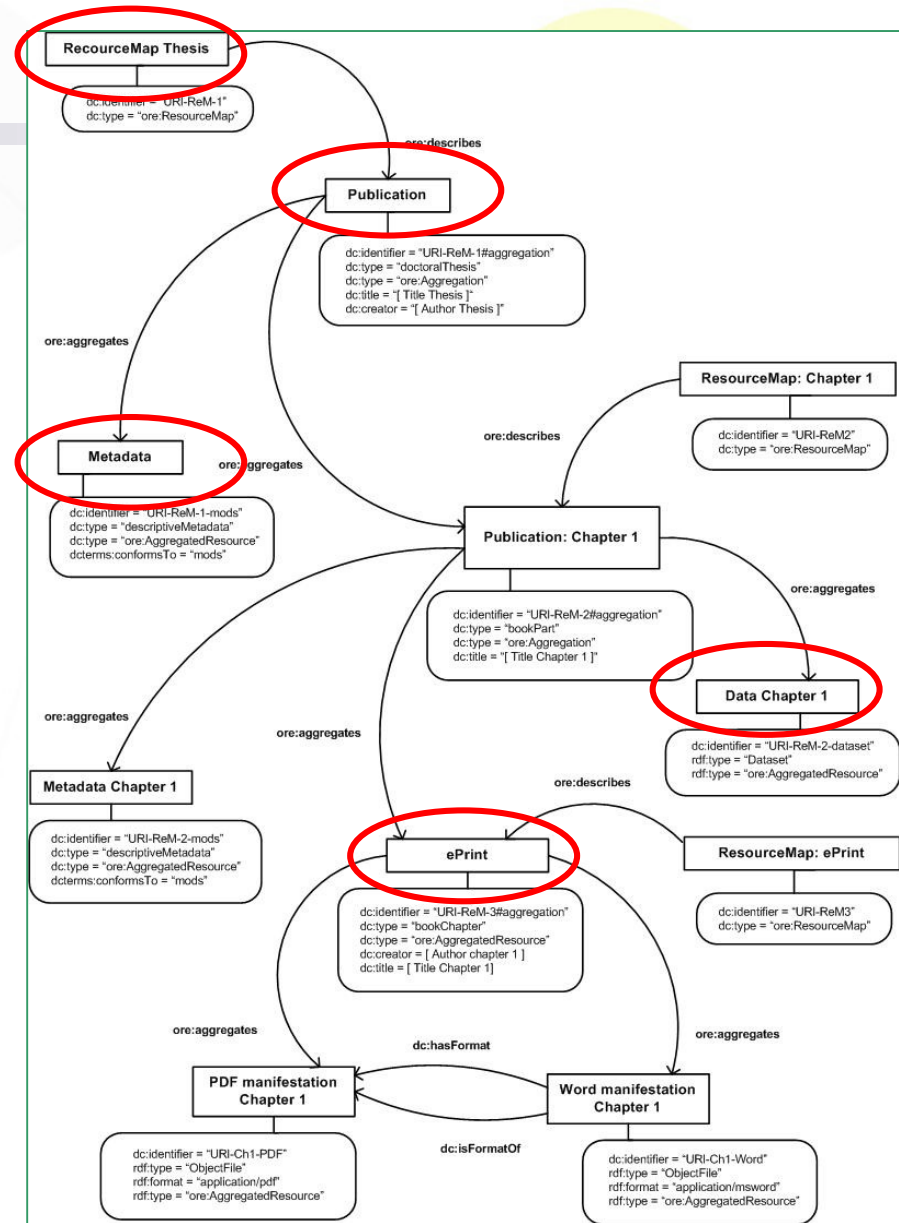 RecourceMap Thesis
dc:identifier = "URI-ReM-1"
dc:type = "ore:ResourceMap"
ore:describes
Publication
dc:identifier = "URI-ReM-1#aggregation"
dc:type = "doctoralThesis"
dc:type = "ore:Aggregation"
dc:title = "[ Title Thesis ]"
dc:creator = "[ Author Thesis ]"
ore:aggregates
ResourceMap: Chapter 1
dc:identifier = "URI-ReM2"
dc:type = "ore:ResourceMap"
ore:describes
Metadata
ore:aggregates
dc:identifier = "URI-ReM-1-mods"
dc:type = "descriptiveMetadata"
dc:type = "ore:AggregatedResource"
dcterms:conformsTo = "mods"
Publication: Chapter 1
ore:aggregates
dc:identifier = "URI-ReM-2#aggregation"
dc:type = "bookPart"
dc:type = "ore:Aggregation"
dc:title = "[ Title Chapter 1 ]"
Data Chapter 1
dc:identifier = "URI-ReM-2-dataset"
rdf:type = "Dataset"
rdf:type = "ore:AggregatedResource"
ore:aggregates
ore:aggregates
ore:describes
Metadata Chapter 1
dc:identifier = "URI-ReM-2-mods"
dc:type = "descriptiveMetadata"
dc:type = "ore:AggregatedResource"
dcterms:conformsTo = "mods"
ePrint
dc:identifier = "URI-ReM-3#aggregation"
dc:type = "bookChapter"
dc:type = "ore:AggregatedResource"
dc:creator = [ Author chapter 1 ]
dc:title = [ Title Chapter 1]
ResourceMap: ePrint
dc:identifier = "URI-ReM3"
dc:type = "ore:ResourceMap"
ore:aggregates
dc:hasFormat
ore:aggregates
PDF manifestation
Chapter 1
Word manifestation
Chapter 1
dc:isFormatOf
dc:identifier = "URI-Ch1-PDF"
rdf:type = "ObjectFile"
rdf:format = "application/pdf"
rdf:type = "ore:AggregatedResource"
dc:identifier = "URI-Ch1-Word"
rdf:type = "ObjectFile"
rdf:format = "application/msword"
rdf:type = "ore:AggregatedResource"